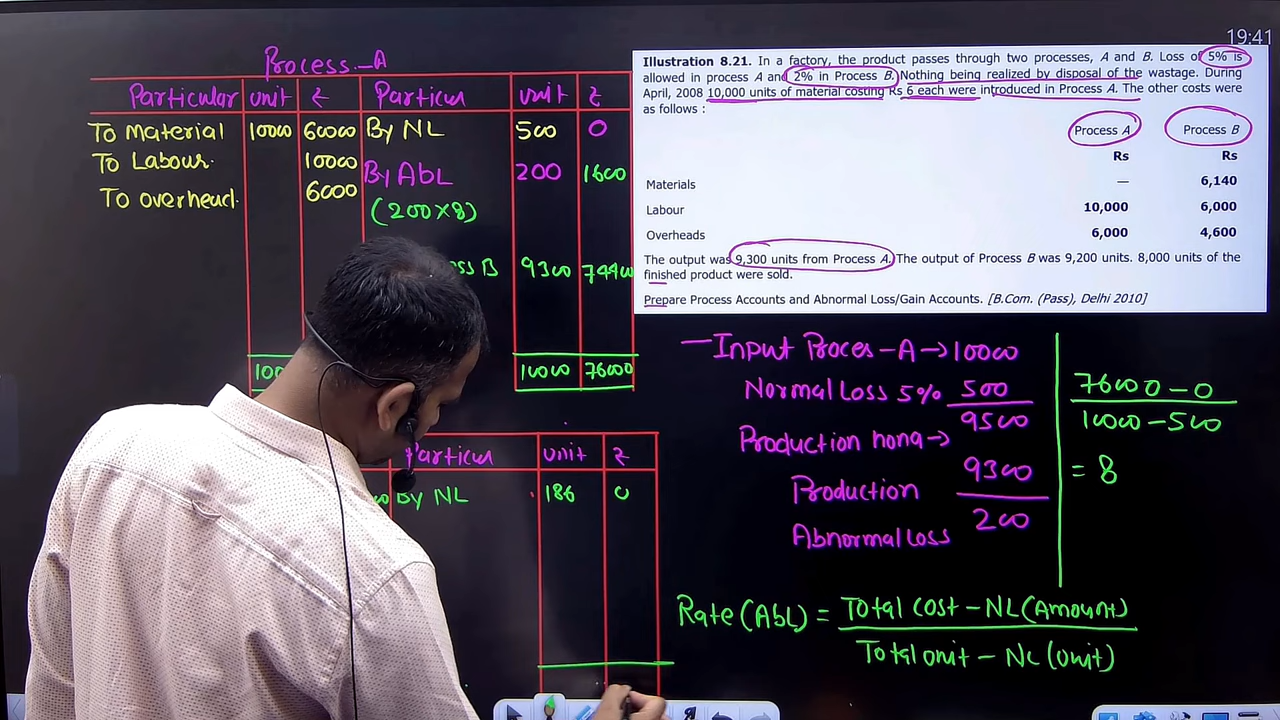 19:41
Process-A
Particular unit ₹ Particur unit ₹
To Material 10000 60000 By NL 500 0
To Labour. 10000 By AbL 200 1600
To overhead. 6000 (200×8)
ess B 9300 74400
100 10000 76000
Particur unit ₹
By NL 186 0
Illustration 8.21. In a factory, the product passes through two processes, A and B. Loss of 5% is
allowed in process A and 2% in Process B. Nothing being realized by disposal of the wastage. During
April, 2008 10,000 units of material costing Rs 6 each were introduced in Process A. The other costs were
as follows :
Process A Process B
Rs Rs
Materials — 6,140
Labour 10,000 6,000
Overheads 6,000 4,600
The output was 9,300 units from Process A. The output of Process B was 9,200 units. 8,000 units of the
finished product were sold.
Prepare Process Accounts and Abnormal Loss/Gain Accounts. [B.Com. (Pass), Delhi 2010]
Input Proces-A→10000
Normal Loss 5% 500
9500
Production hona→
Production 9300
Abnormal loss 200
76000-0
10000-500
= 8
Rate (AbL) = Total cost - NL (Amount)
Total unit - NL (Unit)